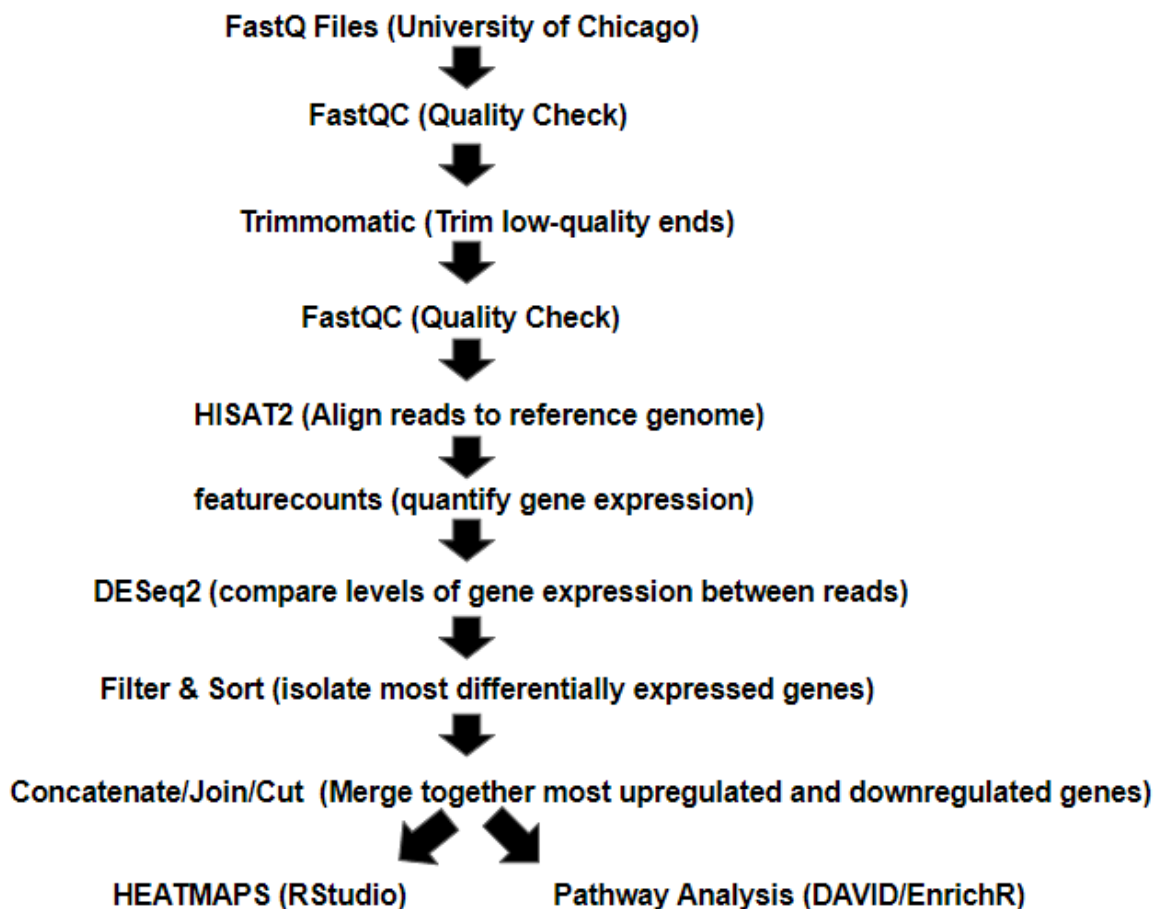 FastQ Files (University of Chicago)
FastQC (Quality Check)
Trimmomatic (Trim low-quality ends)
FastQC (Quality Check)
HISAT2 (Align reads to reference genome)
featurecounts (quantify gene expression)
DESeq2 (compare levels of gene expression between reads)
Filter & Sort (isolate most differentially expressed genes)
Concatenate/Join/Cut (Merge together most upregulated and downregulated genes)
HEATMAPS (RStudio)
Pathway Analysis (DAVID/EnrichR)